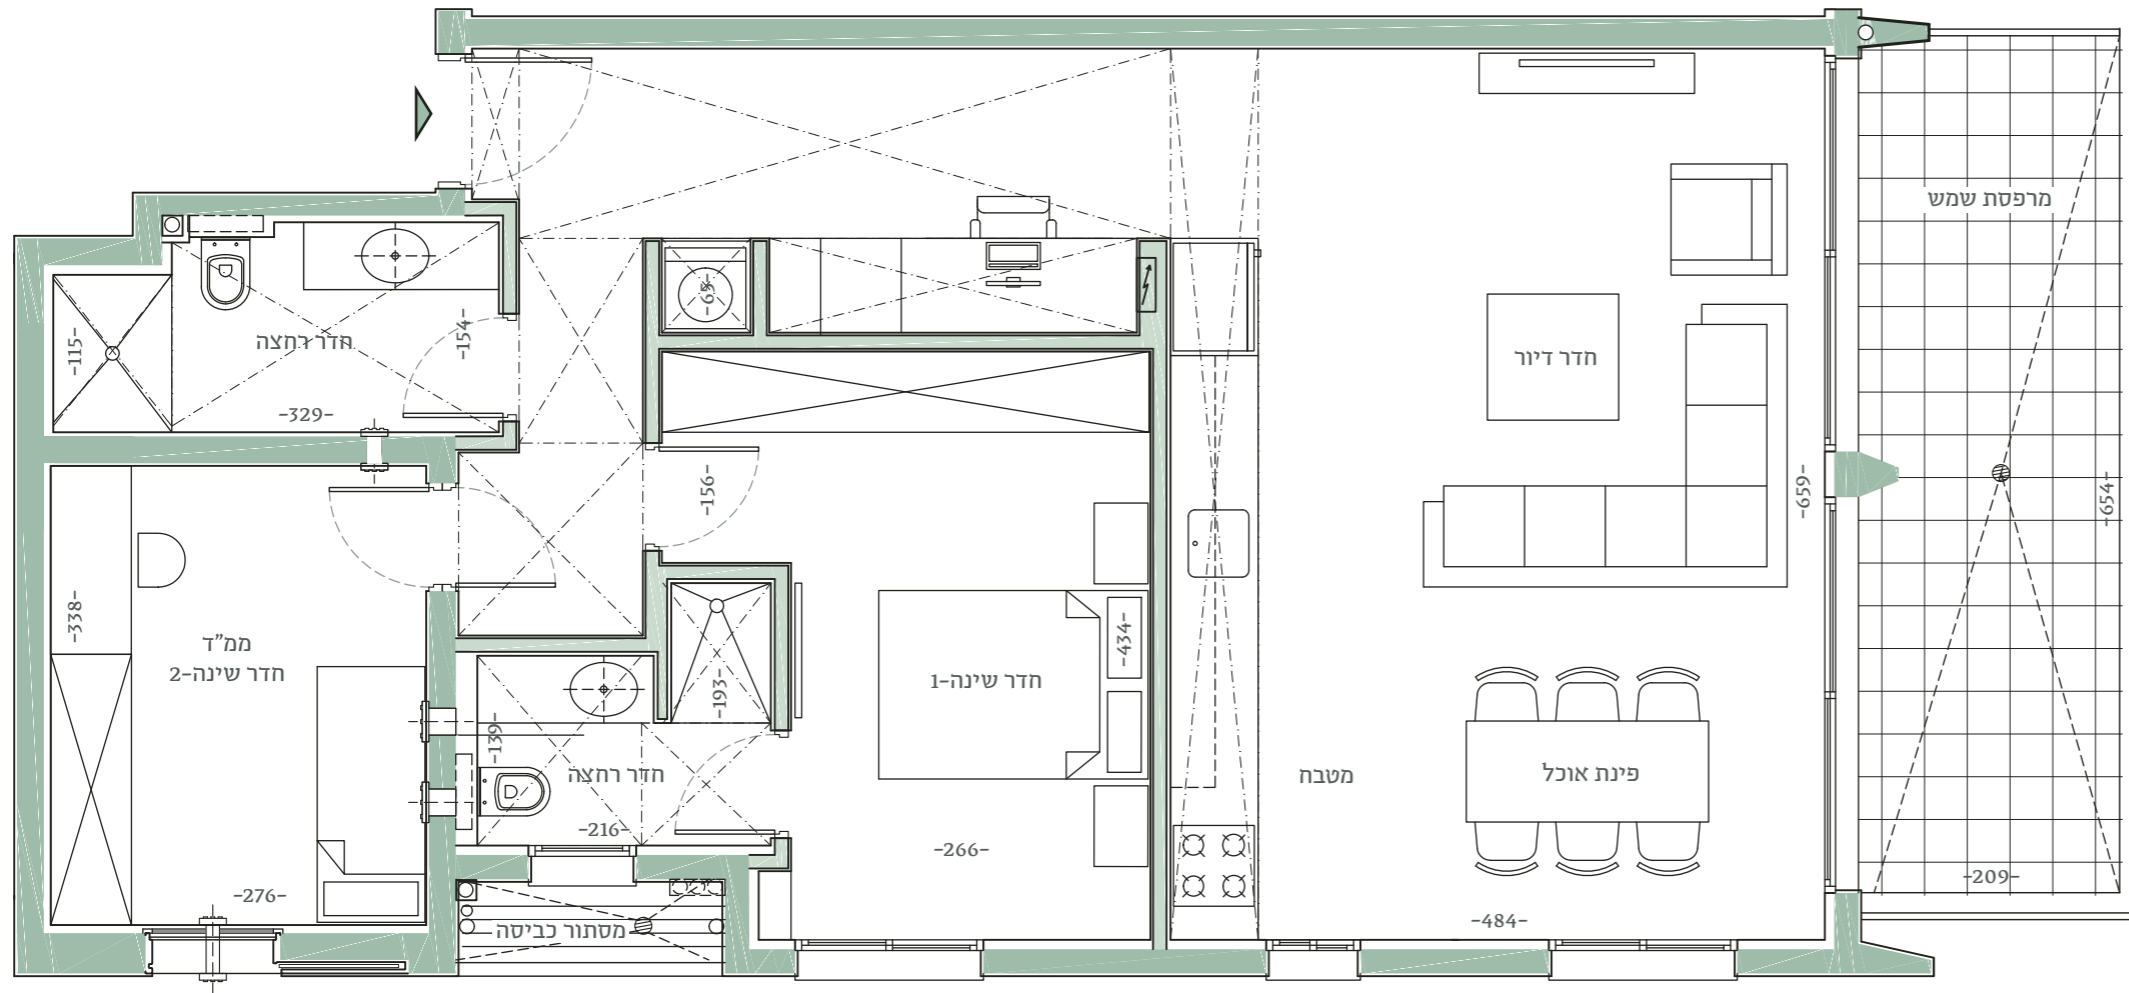 מרפסת שמש
-654-
-209-
חדר דיור
-659-
פינת אוכל
מטבח
-484-
-65-
חדר רחצה
-154-
-115-
-329-
-156-
חדר שינה-1
-434-
-266-
-193-
-139-
חדר רחצה
-216-
מסתור כביסה
ממ"ד
חדר שינה-2
-338-
-276-